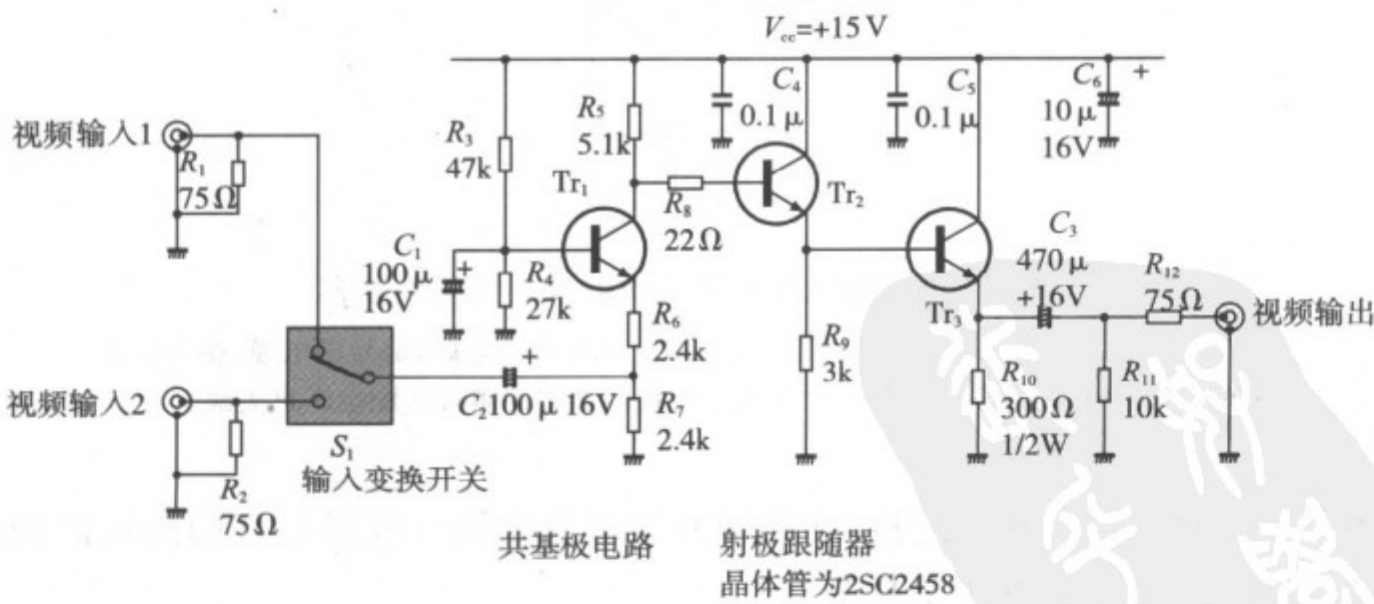 V_cc=+15 V
视频输入1
R₁
75Ω
R₃
47k
R₅
5.1k
C₄
0.1 μ
C₅
0.1 μ
C₆
+
10 μ
16V
Tr₁
R₈
22Ω
Tr₂
C₁
+
100 μ
16V
R₄
27k
C₃
470 μ
+16V
R₁₂
75Ω
视频输出
Tr₃
R₆
2.4k
R₉
3k
R₁₀
300Ω
1/2W
R₁₁
10k
视频输入2
+
C₂100 μ 16V
R₇
2.4k
S₁
输入变换开关
R₂
75Ω
共基极电路
射极跟随器
晶体管为2SC2458